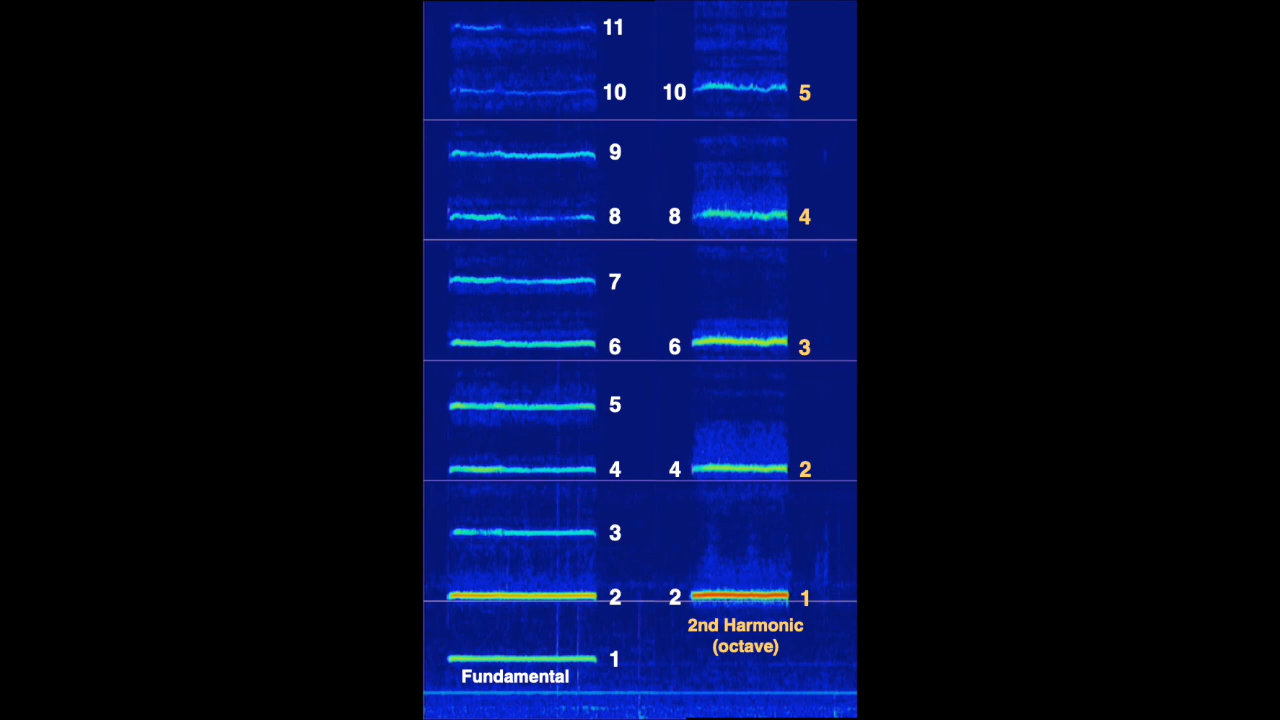 11
10 10 5
9
8 8 4
7
6 6 3
5
4 4 2
3
2 2 1
2nd Harmonic
(octave)
1
Fundamental